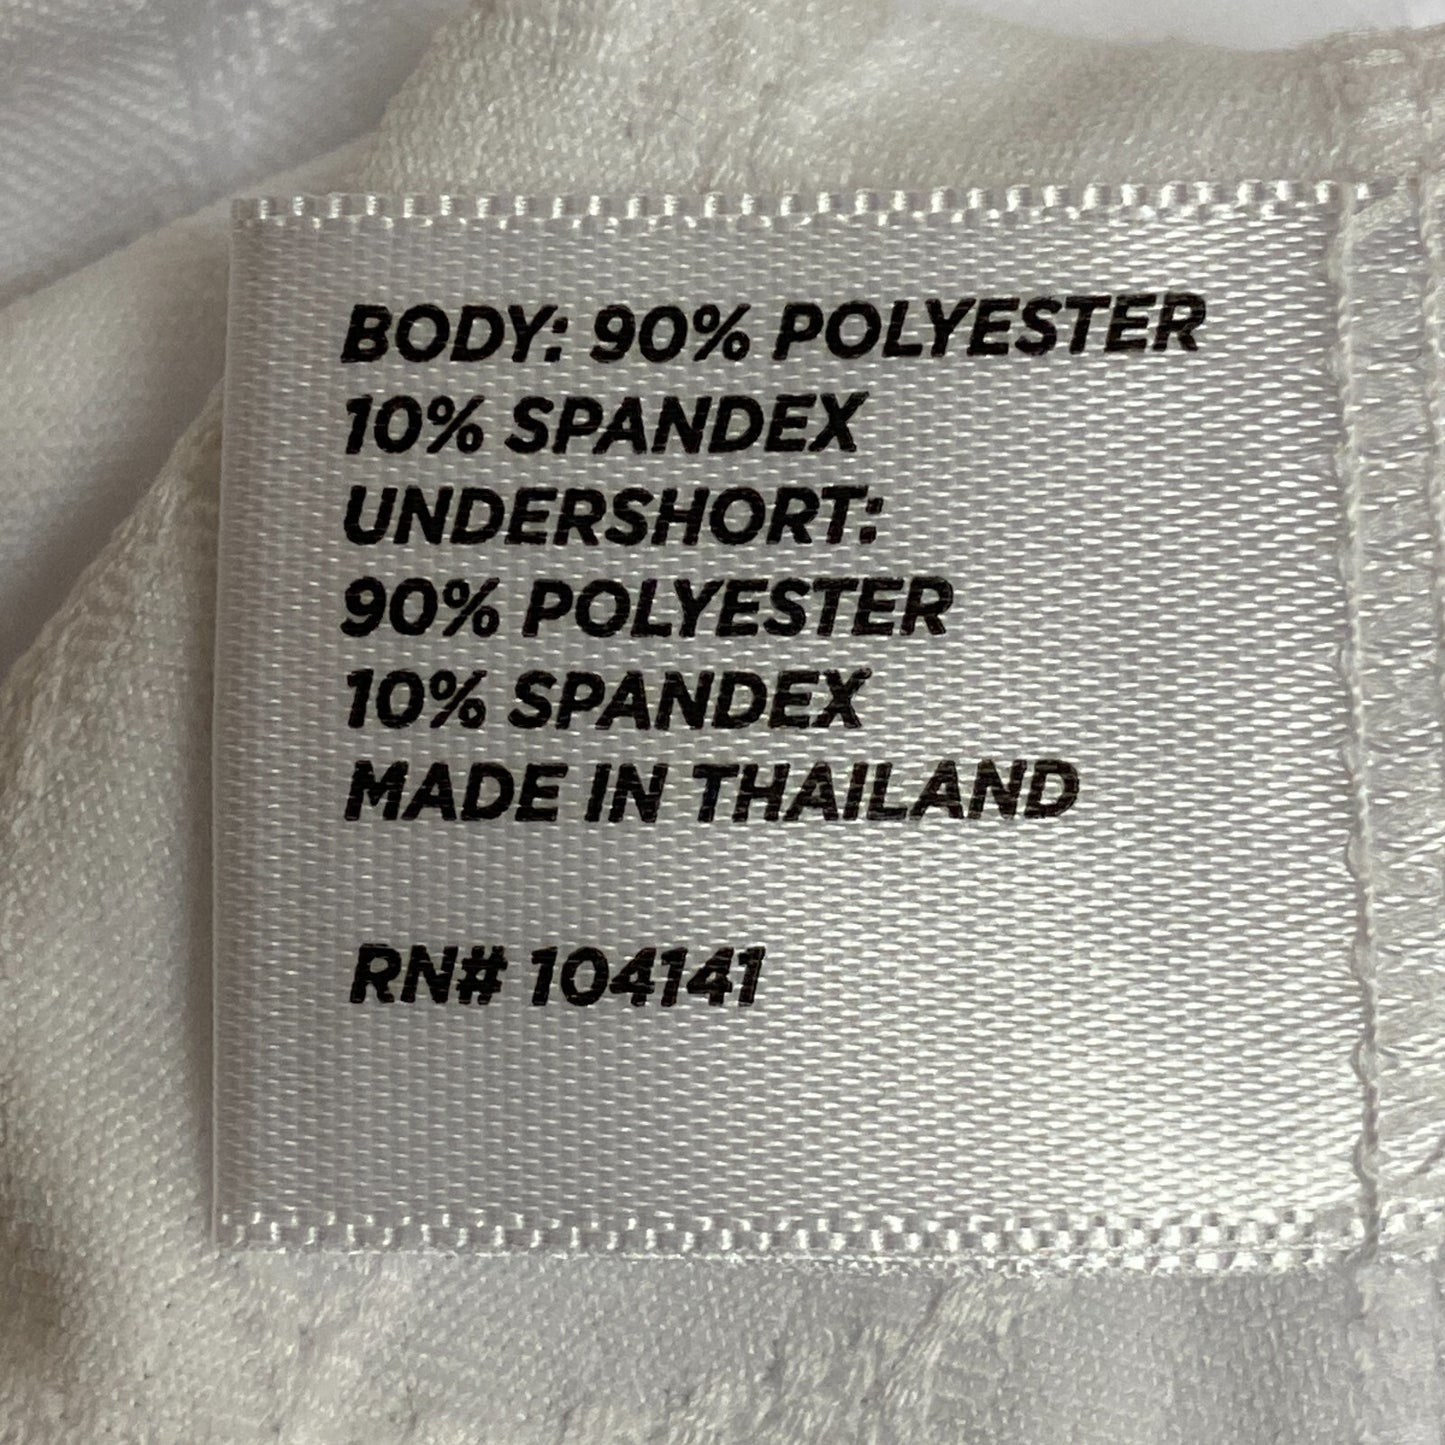 BODY: 90% POLYESTER
10% SPANDEX
UNDERSHORT:
90% POLYESTER
10% SPANDEX
MADE IN THAILAND
RN# 104141